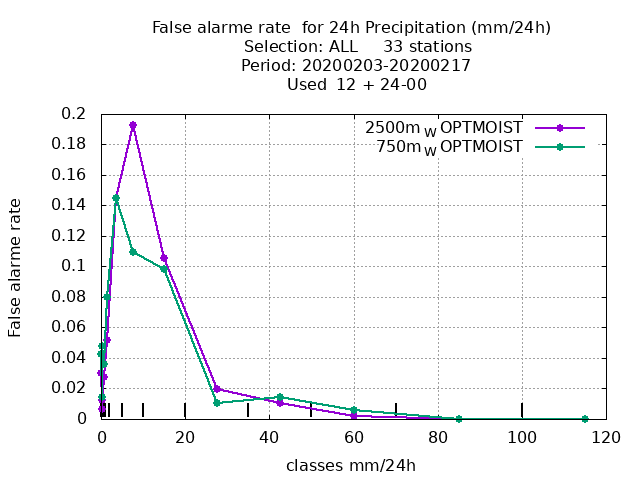 False alarme rate  for 24h Precipitation (mm/24h)
Selection: ALL     33 stations
Period: 20200203-20200217
Used  12 + 24-00
2500m W OPTMOIST
750m W OPTMOIST
False alarme rate
0.2
0.18
0.16
0.14
0.12
0.1
0.08
0.06
0.04
0.02
0
0 20 40 60 80 100 120
classes mm/24h